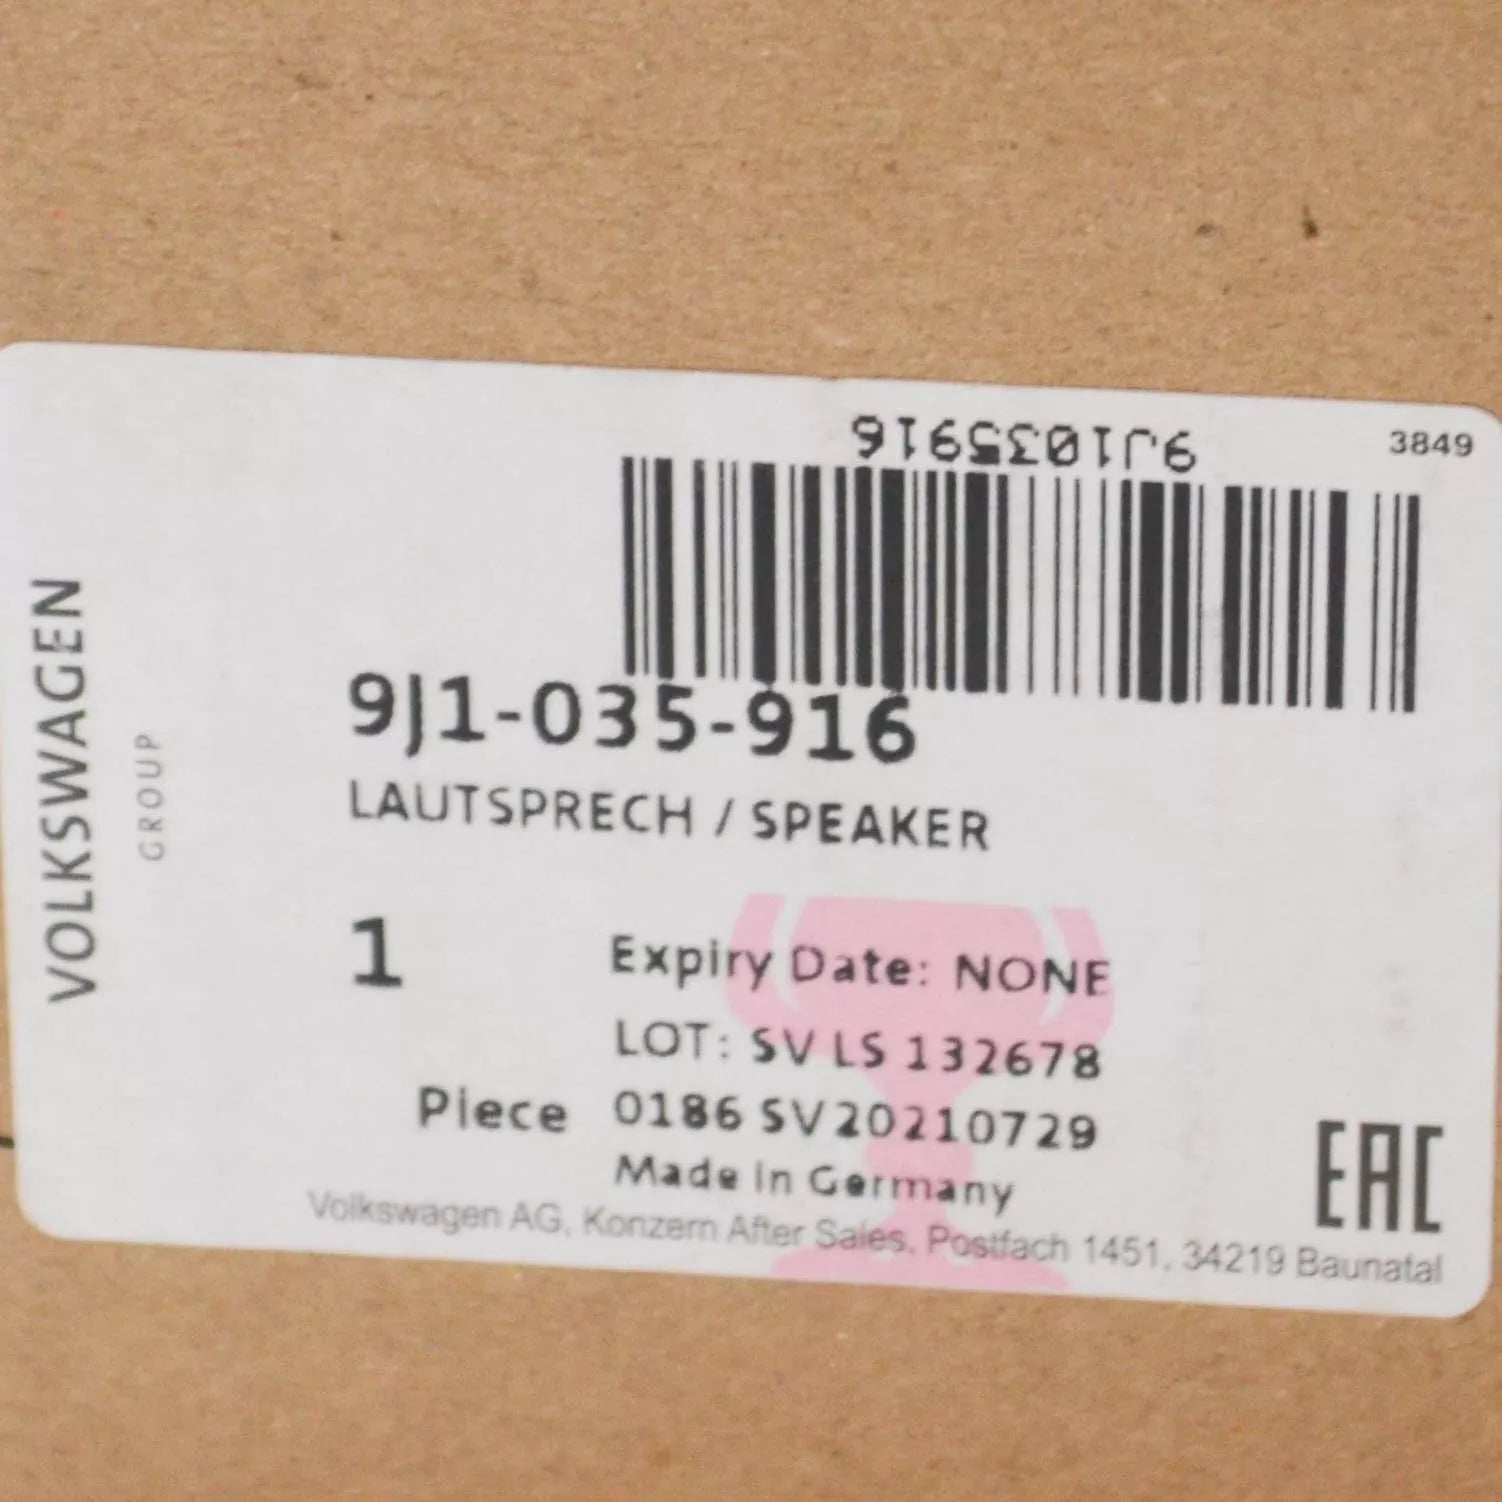 9J1035916
3849
VOLKSWAGEN
GROUP
9J1-035-916
LAUTSPRECH / SPEAKER
1
Expiry Date: NONE
LOT: SV LS 132678
Piece 0186 SV20210729
Made in Germany
EAC
Volkswagen AG, Konzern After Sales, Postfach 1451, 34219 Baunatal